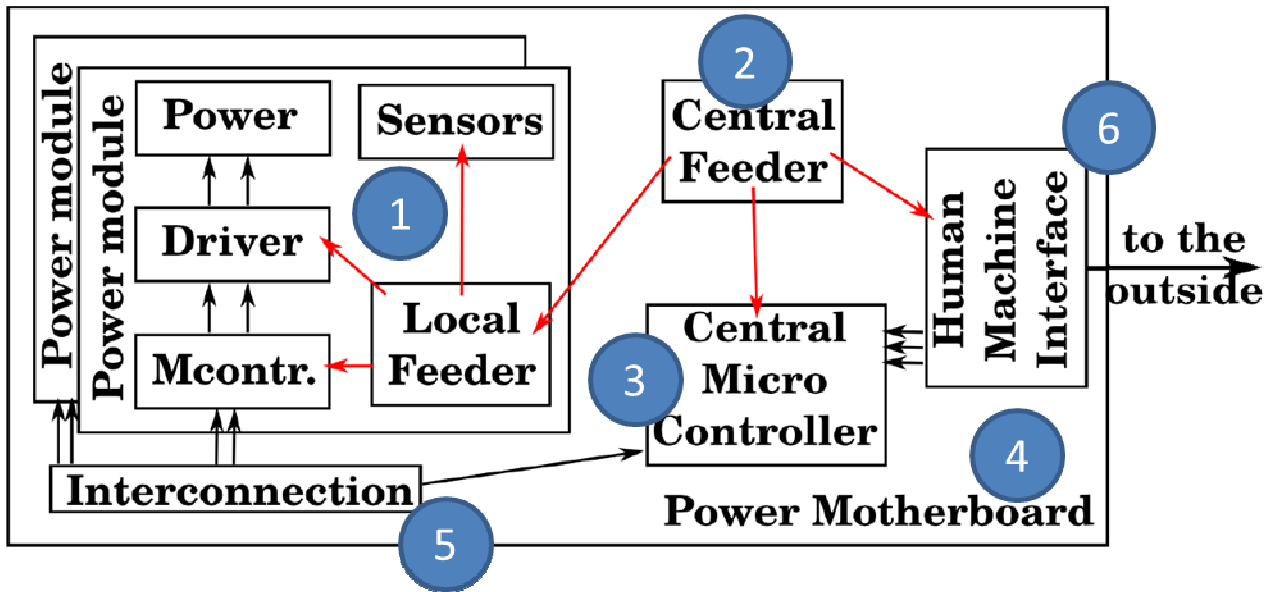 Power module
Power module
Power
Sensors
1
Driver
Local
Feeder
Mcontr.
Interconnection
5
2
Central
Feeder
6
Human
Machine
Interface
to the
outside
3
Central
Micro
Controller
4
Power Motherboard